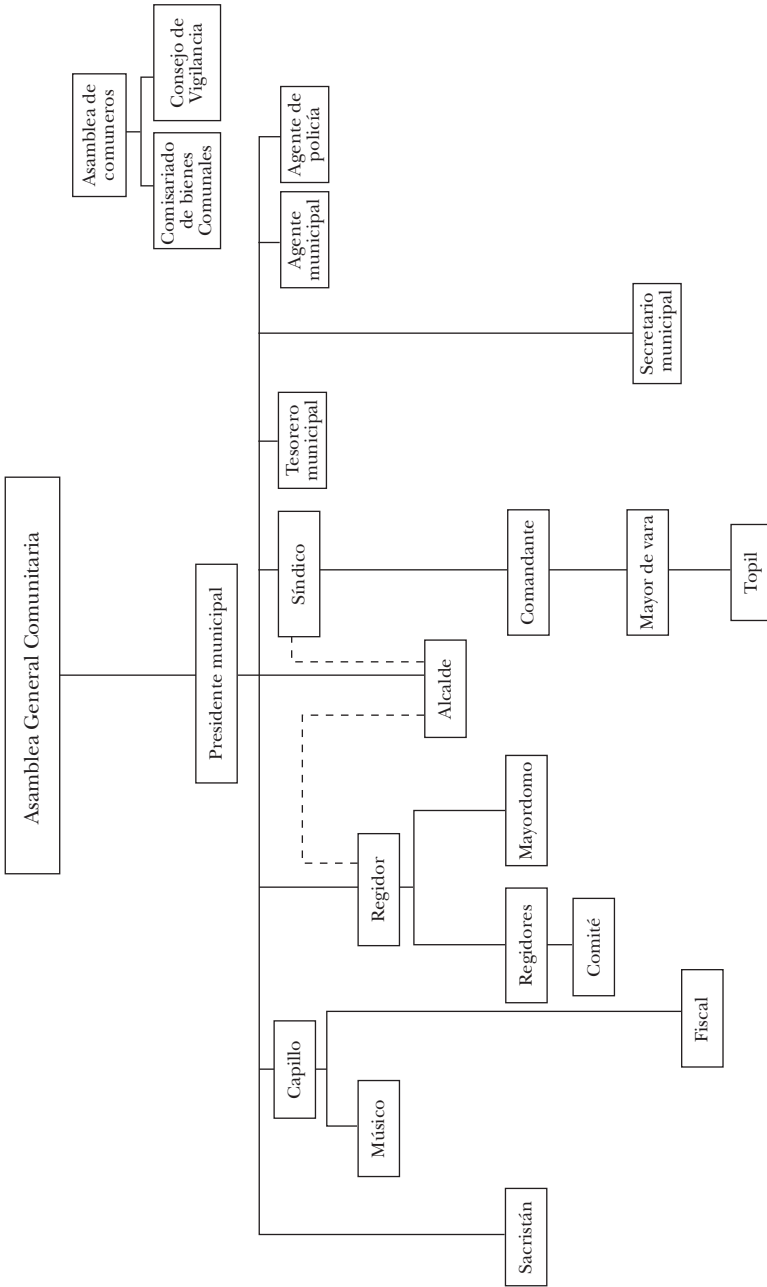 Asamblea General Comunitaria
Asamblea de
comuneros
Comisariado
de bienes
Comunales
Consejo de
Vigilancia
Presidente municipal
Sacristán
Capillo
Músico
Fiscal
Regidor
Regidores
Comité
Mayordomo
Alcalde
Síndico
Comandante
Mayor de vara
Topil
Tesorero
municipal
Secretario
municipal
Agente
municipal
Agente de
policía